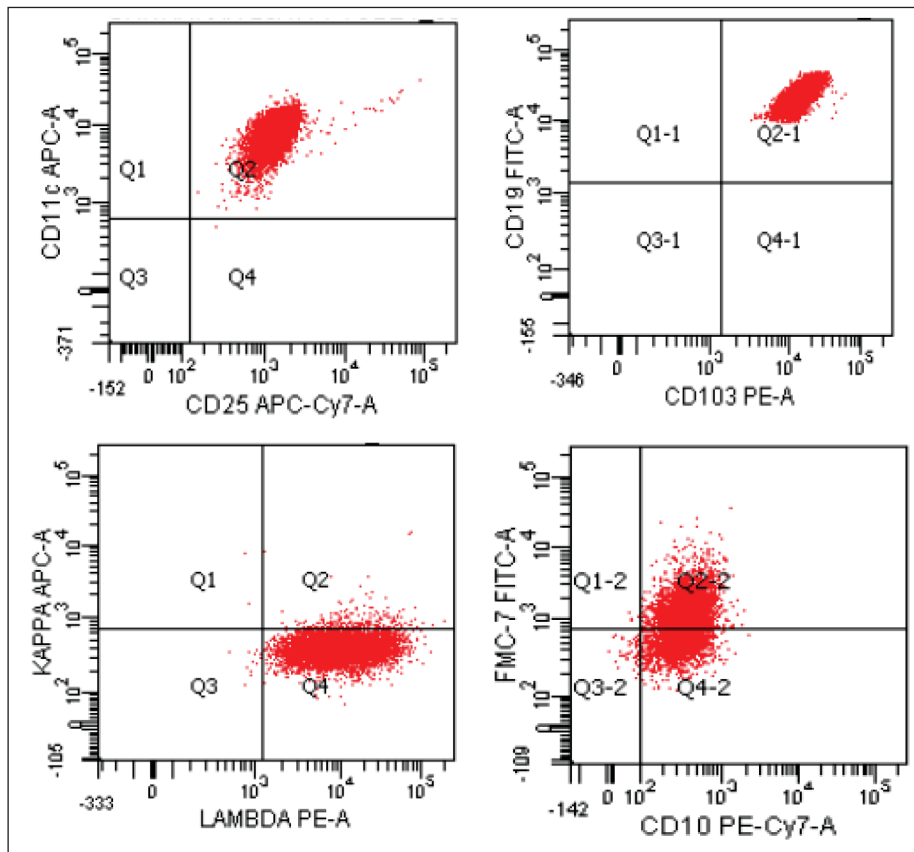 10^5
10^4
10^3
0
-371
CD11c APC-A
Q1
Q2
Q3
Q4
-152
0
10^2
10^3
10^4
10^5
CD25 APC-Cy7-A
10^5
10^4
10^3
10^2
0
-155
CD19 FITC-A
Q1-1
Q2-1
Q3-1
Q4-1
-346
0
10^3
10^4
10^5
CD103 PE-A
10^5
10^4
10^3
10^2
0
-105
KAPPA APC-A
Q1
Q2
Q3
Q4
-333
0
10^3
10^4
10^5
LAMBDA PE-A
10^5
10^4
10^3
10^2
0
-109
FMC-7 FITC-A
Q1-2
Q2-2
Q3-2
Q4-2
-142
0
10^2
10^3
10^4
10^5
CD10 PE-Cy7-A